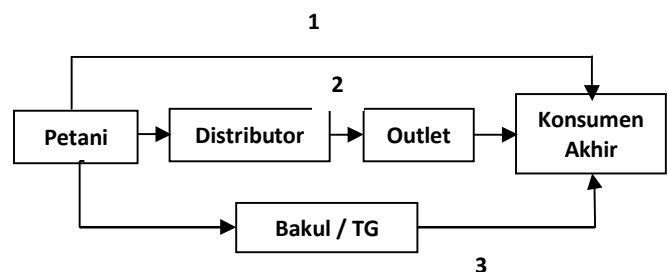 1
2
Petani
Distributor
Outlet
Konsumen
Akhir
Bakul / TG
3